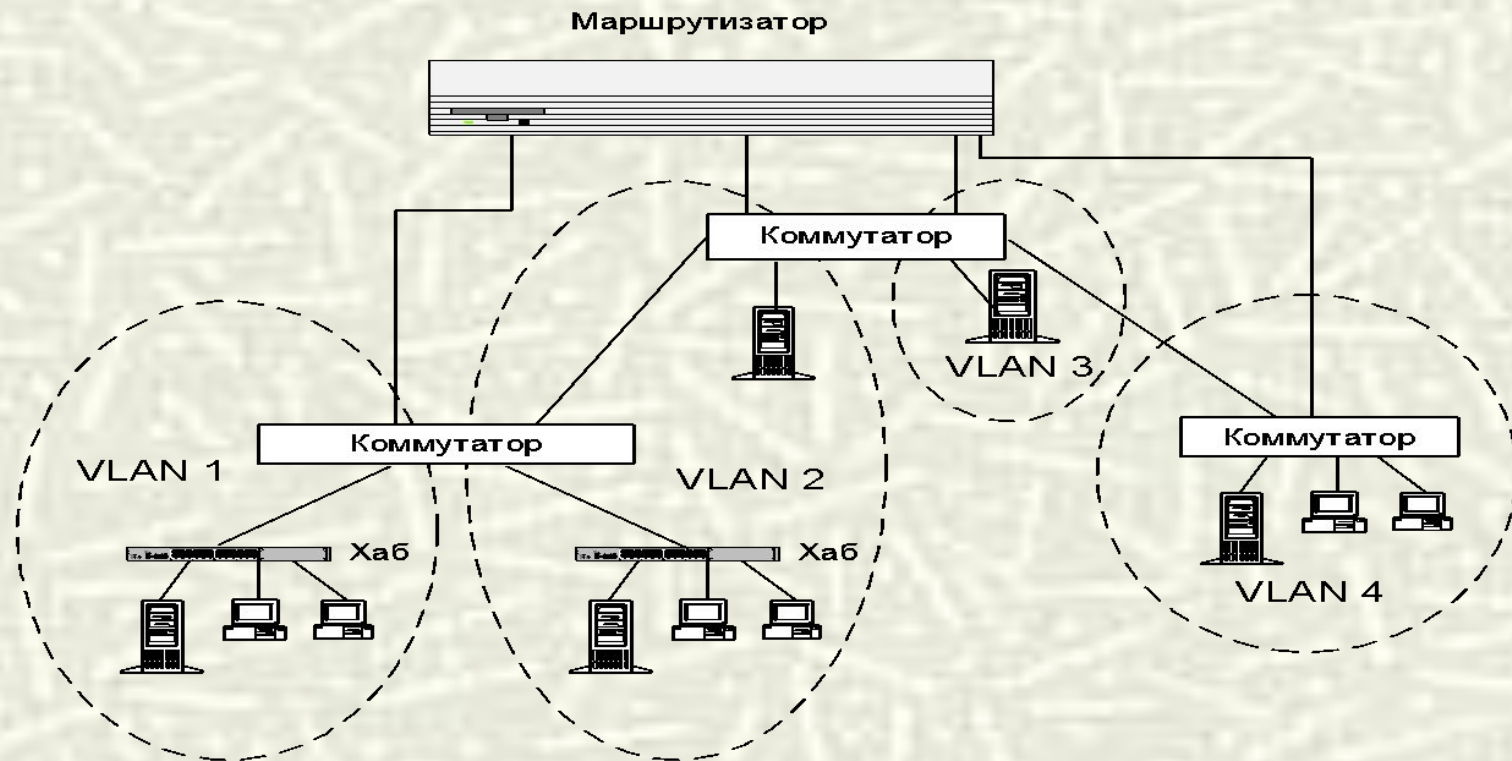 Маршрутизатор
Коммутатор
VLAN 3
Коммутатор
Коммутатор
VLAN 1
VLAN 2
Хаб
Хаб
VLAN 4